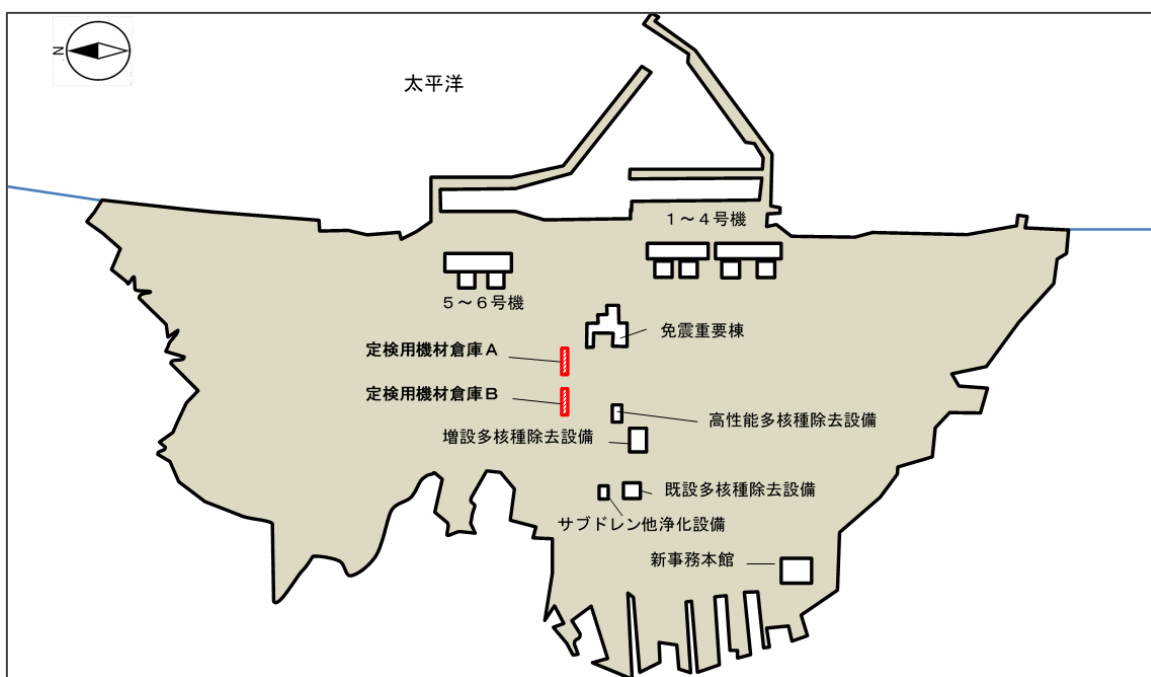 N
太平洋
１～４号機
５～６号機
免震重要棟
定検用機材倉庫Ａ
定検用機材倉庫Ｂ
高性能多核種除去設備
増設多核種除去設備
既設多核種除去設備
サブドレン他浄化設備
新事務本館